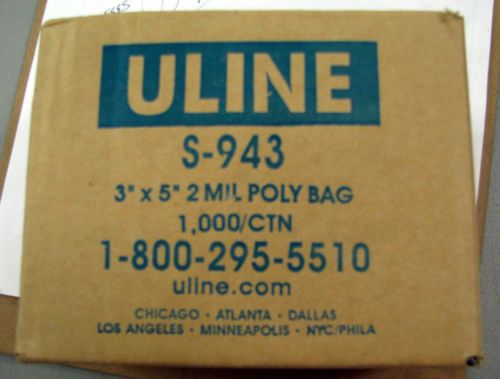 ULINE
S-943
3" x 5" 2 MIL POLY BAG
1,000/CTN
1-800-295-5510
uline.com
CHICAGO • ATLANTA • DALLAS
LOS ANGELES • MINNEAPOLIS • NYC/PHILA